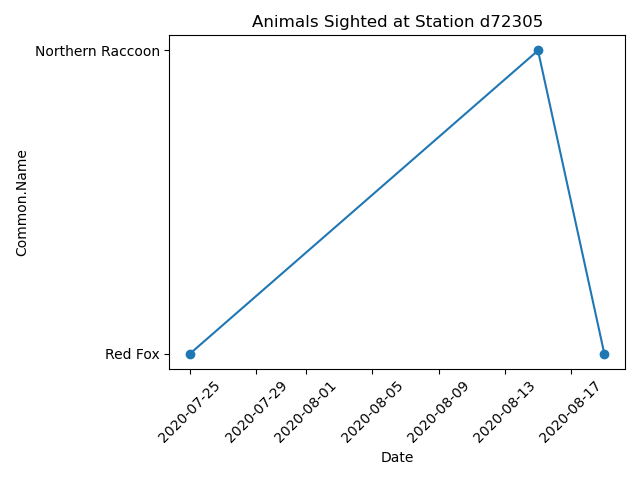 Animals Sighted at Station d72305
Northern Raccoon
Common.Name
Red Fox
2020-07-25
2020-07-29
2020-08-01
2020-08-05
2020-08-09
2020-08-13
2020-08-17
Date